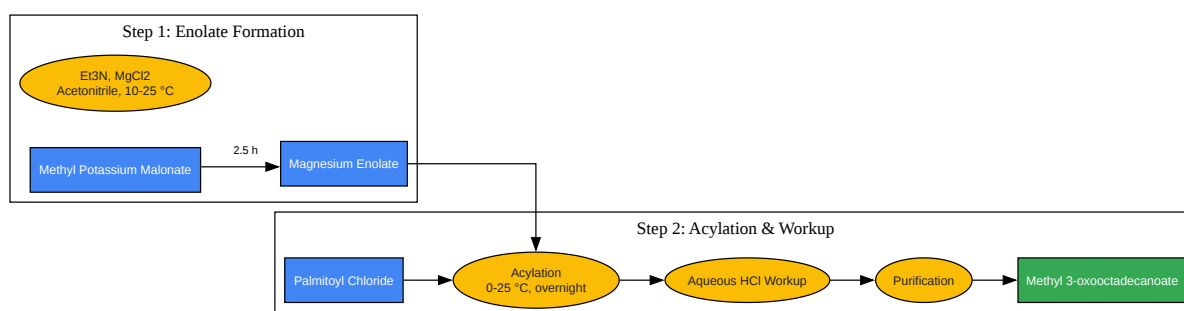 Step 1: Enolate Formation
Et3N, MgCl2
Acetonitrile, 10-25 °C
Methyl Potassium Malonate
2.5 h
Magnesium Enolate
Step 2: Acylation & Workup
Palmitoyl Chloride
Acylation
0-25 °C, overnight
Aqueous HCl Workup
Purification
Methyl 3-oxooctadecanoate